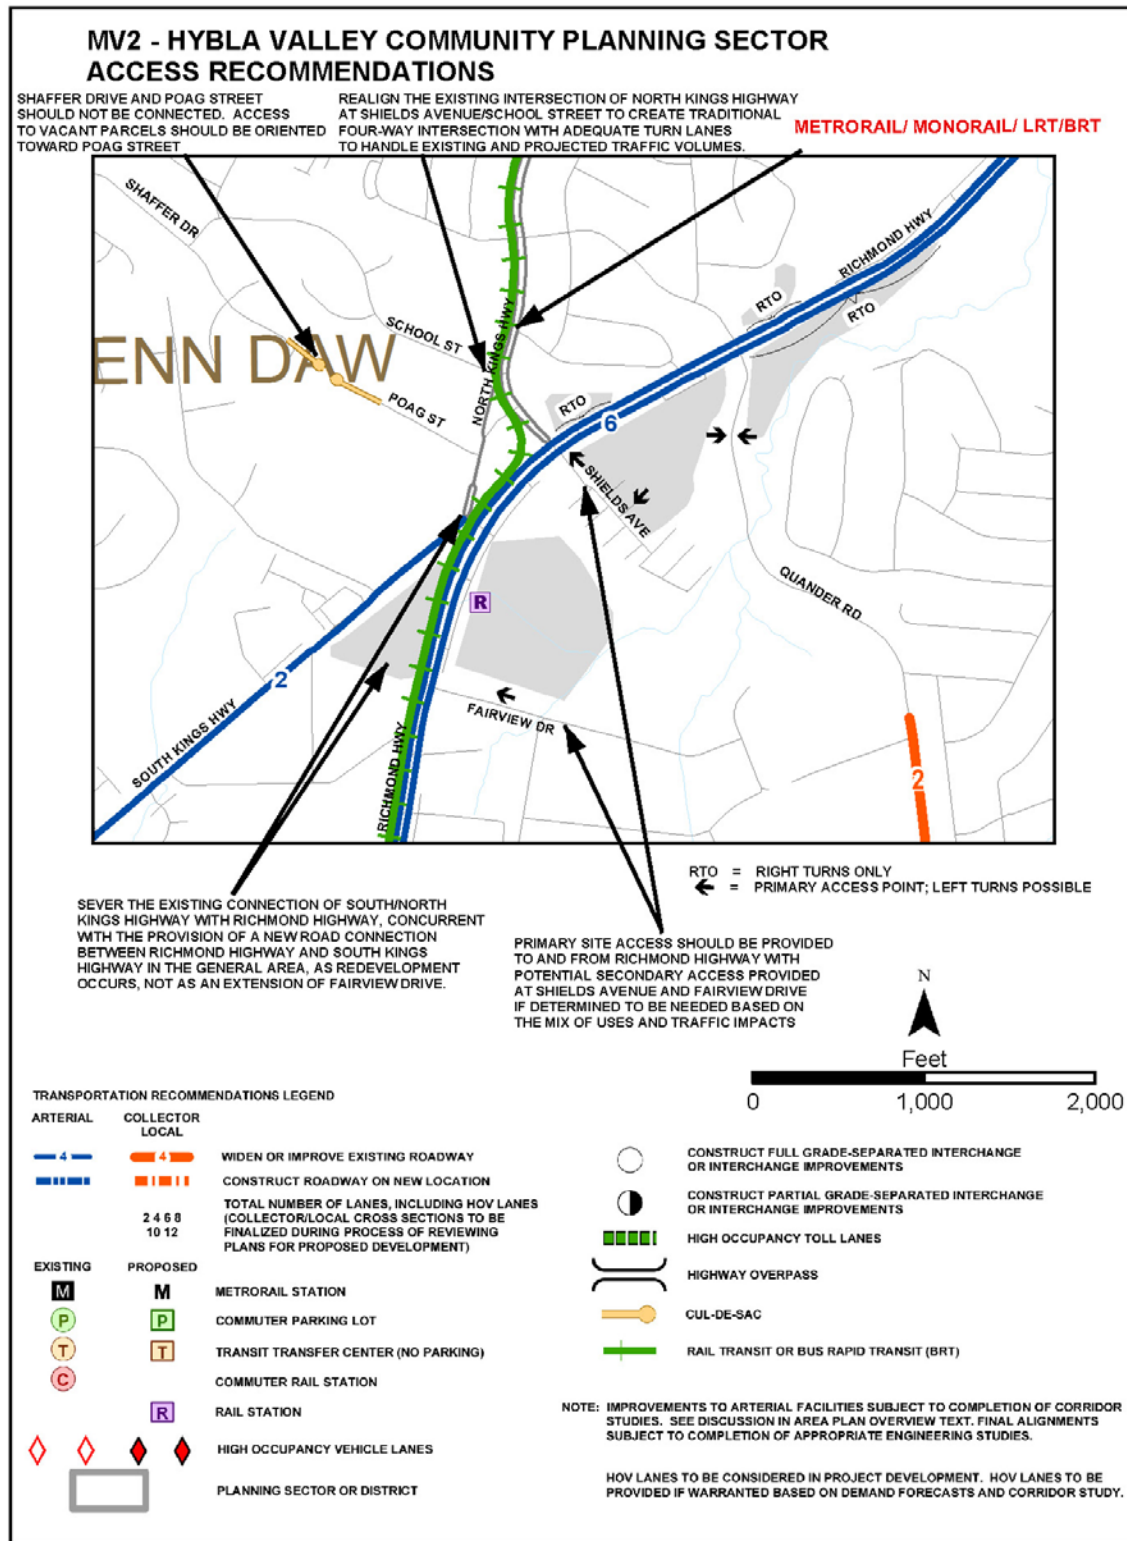 MV2 - HYBLA VALLEY COMMUNITY PLANNING SECTOR
ACCESS RECOMMENDATIONS
SHAFFER DRIVE AND POAG STREET
SHOULD NOT BE CONNECTED. ACCESS
TO VACANT PARCELS SHOULD BE ORIENTED
TOWARD POAG STREET
REALIGN THE EXISTING INTERSECTION OF NORTH KINGS HIGHWAY
AT SHIELDS AVENUE/SCHOOL STREET TO CREATE TRADITIONAL
FOUR-WAY INTERSECTION WITH ADEQUATE TURN LANES
TO HANDLE EXISTING AND PROJECTED TRAFFIC VOLUMES.
METRORAIL/ MONORAIL/ LRT/BRT
SHAFFER DR
RICHMOND HWY
RTO
RTO
SCHOOL ST
NORTH KINGS HWY
ENN DAW
POAG ST
RTO
6
SHIELDS AVE
QUANDER RD
R
2
SOUTH KINGS HWY
FAIRVIEW DR
RICHMOND HWY
2
RTO = RIGHT TURNS ONLY
= PRIMARY ACCESS POINT; LEFT TURNS POSSIBLE
SEVER THE EXISTING CONNECTION OF SOUTH/NORTH
KINGS HIGHWAY WITH RICHMOND HIGHWAY, CONCURRENT
WITH THE PROVISION OF A NEW ROAD CONNECTION
BETWEEN RICHMOND HIGHWAY AND SOUTH KINGS
HIGHWAY IN THE GENERAL AREA, AS REDEVELOPMENT
OCCURS, NOT AS AN EXTENSION OF FAIRVIEW DRIVE.
PRIMARY SITE ACCESS SHOULD BE PROVIDED
TO AND FROM RICHMOND HIGHWAY WITH
POTENTIAL SECONDARY ACCESS PROVIDED
AT SHIELDS AVENUE AND FAIRVIEW DRIVE
IF DETERMINED TO BE NEEDED BASED ON
THE MIX OF USES AND TRAFFIC IMPACTS
N
Feet
0 1,000 2,000
TRANSPORTATION RECOMMENDATIONS LEGEND
ARTERIAL COLLECTOR
LOCAL
4 4 WIDEN OR IMPROVE EXISTING ROADWAY
CONSTRUCT ROADWAY ON NEW LOCATION
2 4 6 8
10 12
TOTAL NUMBER OF LANES, INCLUDING HOV LANES
(COLLECTOR/LOCAL CROSS SECTIONS TO BE
FINALIZED DURING PROCESS OF REVIEWING
PLANS FOR PROPOSED DEVELOPMENT)
EXISTING PROPOSED
M M METRORAIL STATION
P P COMMUTER PARKING LOT
T T TRANSIT TRANSFER CENTER (NO PARKING)
C COMMUTER RAIL STATION
R RAIL STATION
HIGH OCCUPANCY VEHICLE LANES
PLANNING SECTOR OR DISTRICT
CONSTRUCT FULL GRADE-SEPARATED INTERCHANGE
OR INTERCHANGE IMPROVEMENTS
CONSTRUCT PARTIAL GRADE-SEPARATED INTERCHANGE
OR INTERCHANGE IMPROVEMENTS
HIGH OCCUPANCY TOLL LANES
HIGHWAY OVERPASS
CUL-DE-SAC
RAIL TRANSIT OR BUS RAPID TRANSIT (BRT)
NOTE: IMPROVEMENTS TO ARTERIAL FACILITIES SUBJECT TO COMPLETION OF CORRIDOR
STUDIES. SEE DISCUSSION IN AREA PLAN OVERVIEW TEXT. FINAL ALIGNMENTS
SUBJECT TO COMPLETION OF APPROPRIATE ENGINEERING STUDIES.
HOV LANES TO BE CONSIDERED IN PROJECT DEVELOPMENT. HOV LANES TO BE
PROVIDED IF WARRANTED BASED ON DEMAND FORECASTS AND CORRIDOR STUDY.